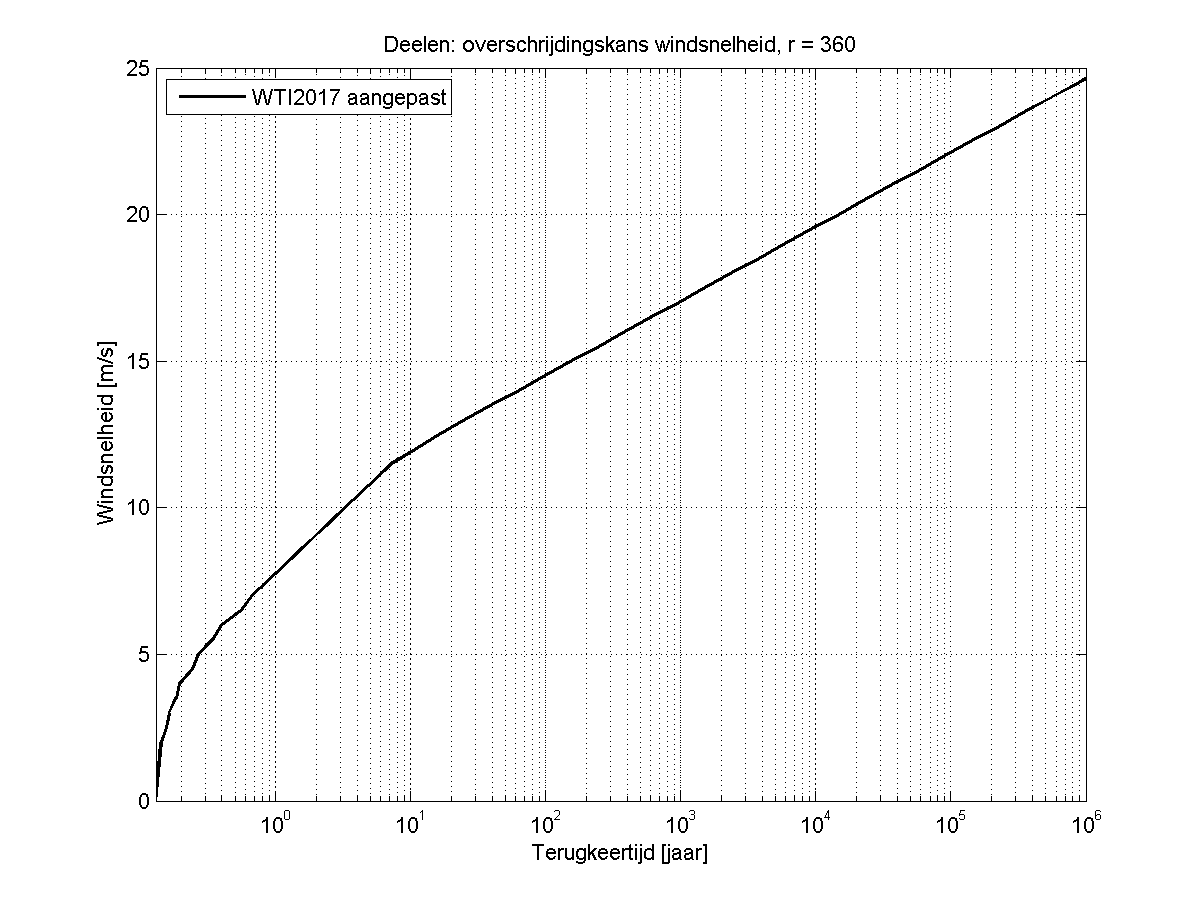 Deelen: overschrijdingskans windsnelheid, r = 360
WTI2017 aangepast
Windsnelheid [m/s]
25
20
15
10
5
0
10^0 10^1 10^2 10^3 10^4 10^5 10^6
Terugkeertijd [jaar]